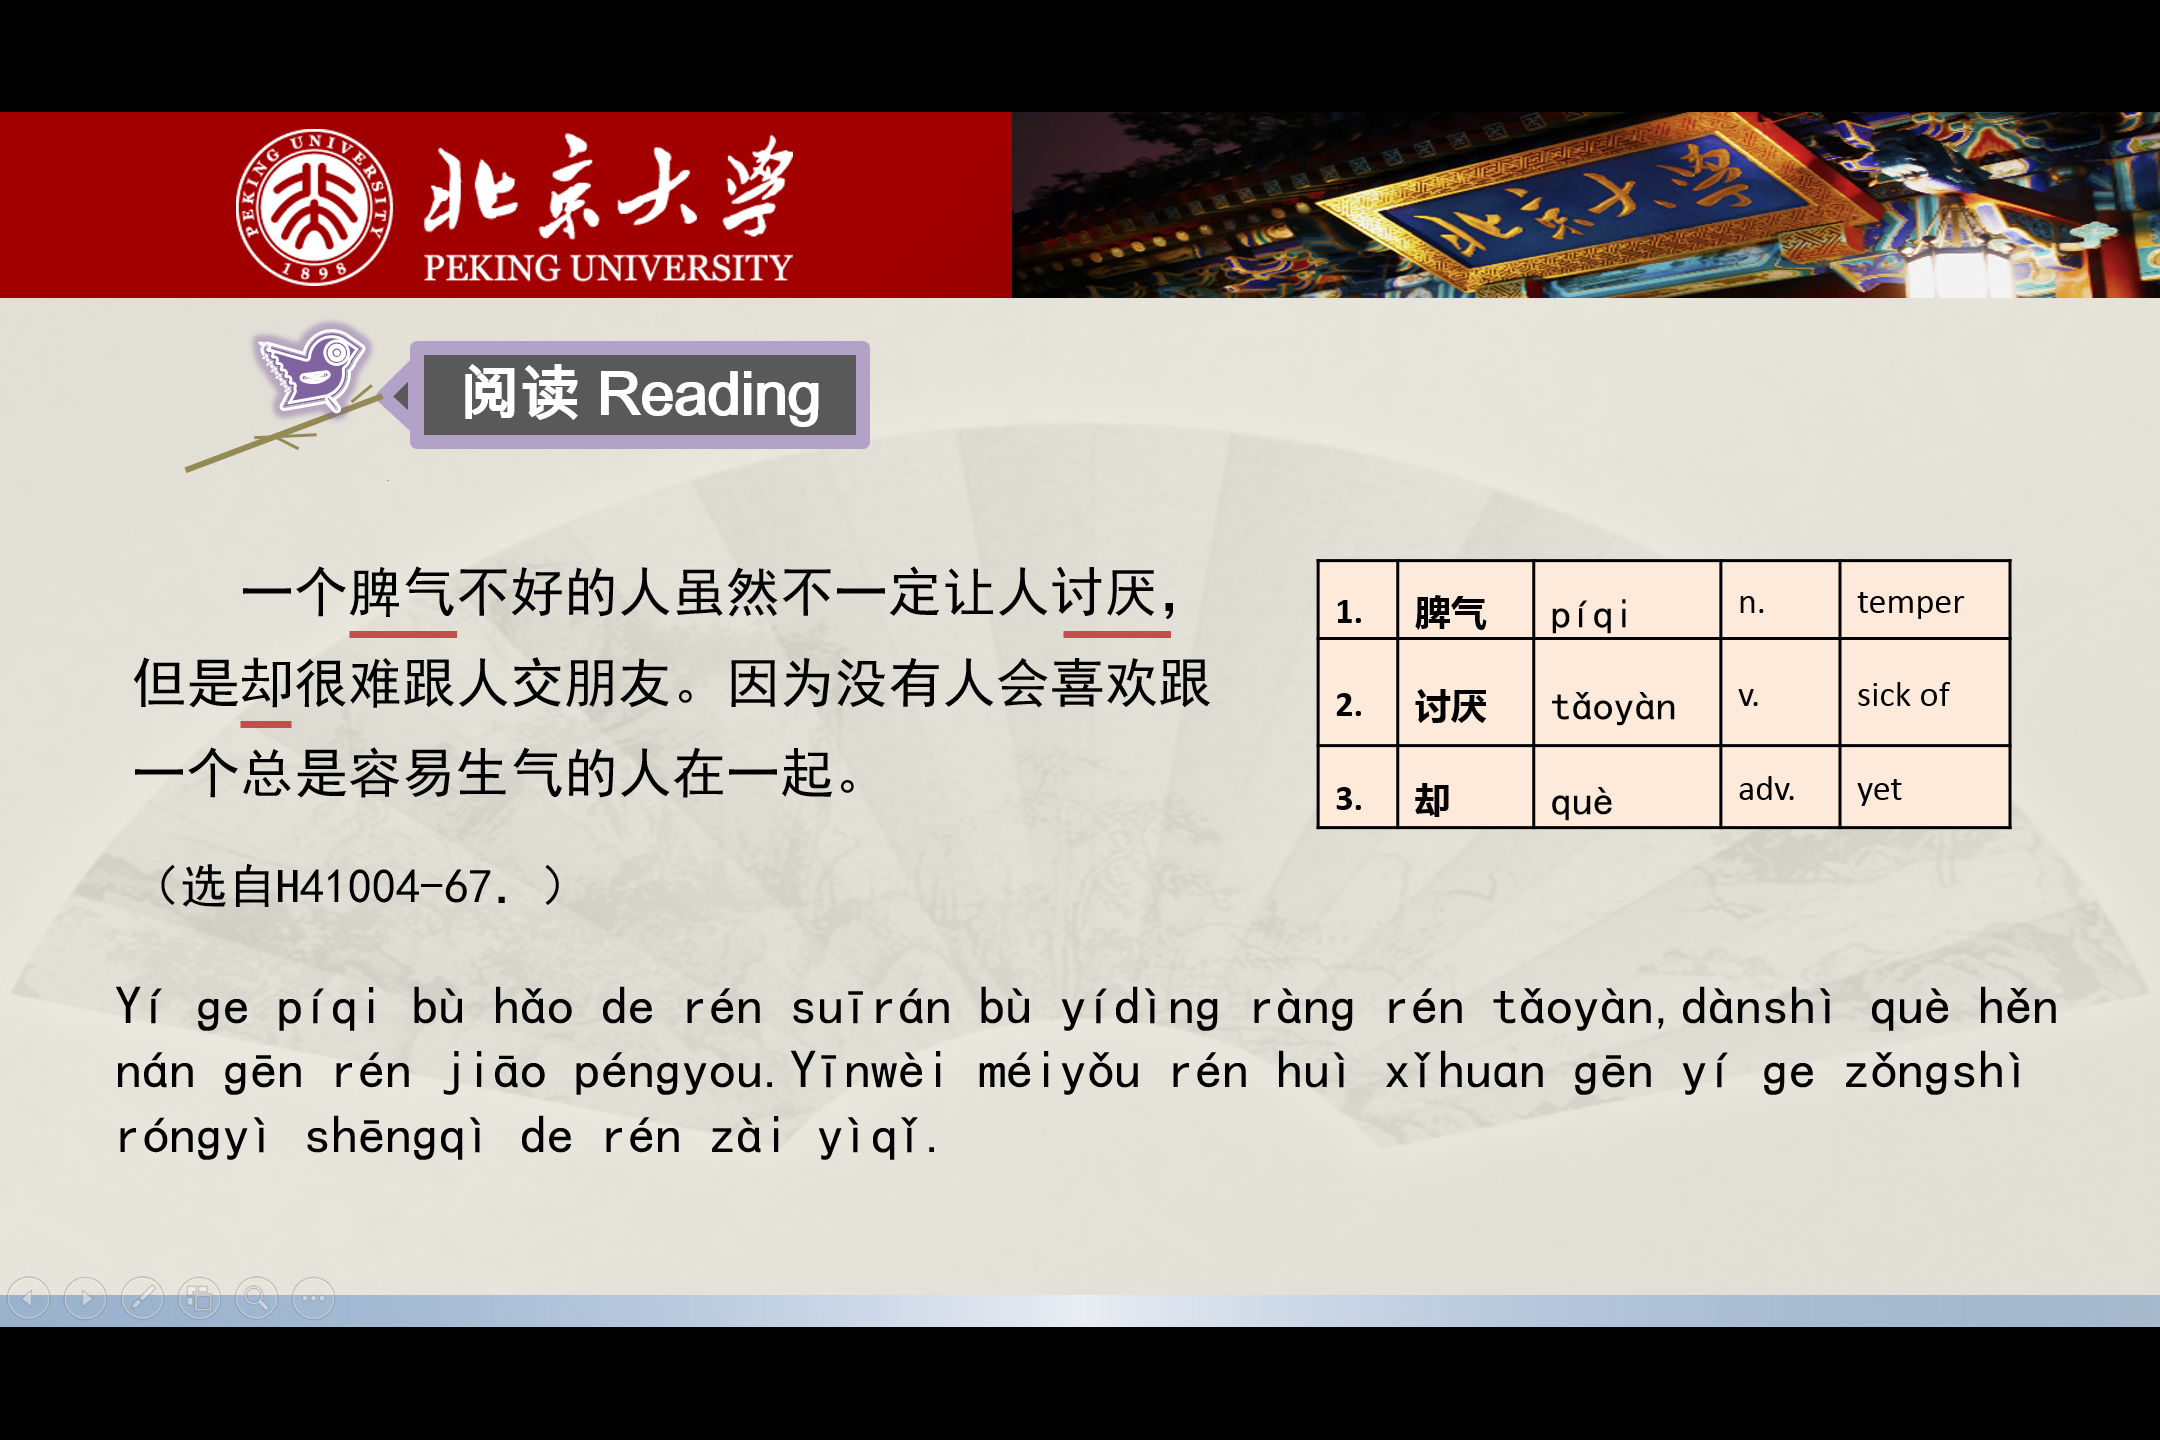 PEKING UNIVERSITY
1898
北京大学
PEKING UNIVERSITY
北京大学
阅读 Reading
一个脾气不好的人虽然不一定让人讨厌，
但是却很难跟人交朋友。因为没有人会喜欢跟
一个总是容易生气的人在一起。
（选自H41004-67. ）
1. 脾气 píqi n. temper
2. 讨厌 tǎoyàn v. sick of
3. 却 què adv. yet
Yí ge píqi bù hǎo de rén suīrán bù yídìng ràng rén tǎoyàn,dànshì què hěn
nán gēn rén jiāo péngyou.Yīnwèi méiyǒu rén huì xǐhuan gēn yí ge zǒngshì
róngyì shēngqì de rén zài yìqǐ.